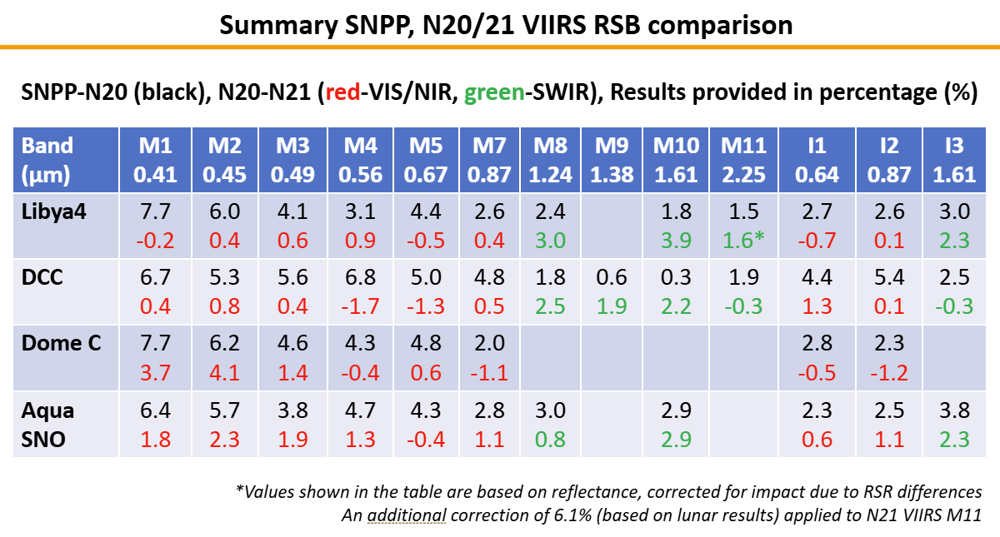 Summary SNPP, N20/21 VIIRS RSB comparison
SNPP-N20 (black), N20-N21 (red-VIS/NIR, green-SWIR), Results provided in percentage (%)
Band M1 M2 M3 M4 M5 M7 M8 M9 M10 M11 I1 I2 I3
(µm) 0.41 0.45 0.49 0.56 0.67 0.87 1.24 1.38 1.61 2.25 0.64 0.87 1.61
Libya4 7.7 6.0 4.1 3.1 4.4 2.6 2.4 1.8 1.5 2.7 2.6 3.0
-0.2 0.4 0.6 0.9 -0.5 0.4 3.0 3.9 1.6* -0.7 0.1 2.3
DCC 6.7 5.3 5.6 6.8 5.0 4.8 1.8 0.6 0.3 1.9 4.4 5.4 2.5
0.4 0.8 0.4 -1.7 -1.3 0.5 2.5 1.9 2.2 -0.3 1.3 0.1 -0.3
Dome C 7.7 6.2 4.6 4.3 4.8 2.0 2.8 2.3
3.7 4.1 1.4 -0.4 0.6 -1.1 -0.5 -1.2
Aqua 6.4 5.7 3.8 4.7 4.3 2.8 3.0 2.9 2.3 2.5 3.8
SNO 1.8 2.3 1.9 1.3 -0.4 1.1 0.8 2.9 0.6 1.1 2.3
*Values shown in the table are based on reflectance, corrected for impact due to RSR differences
An additional correction of 6.1% (based on lunar results) applied to N21 VIIRS M11